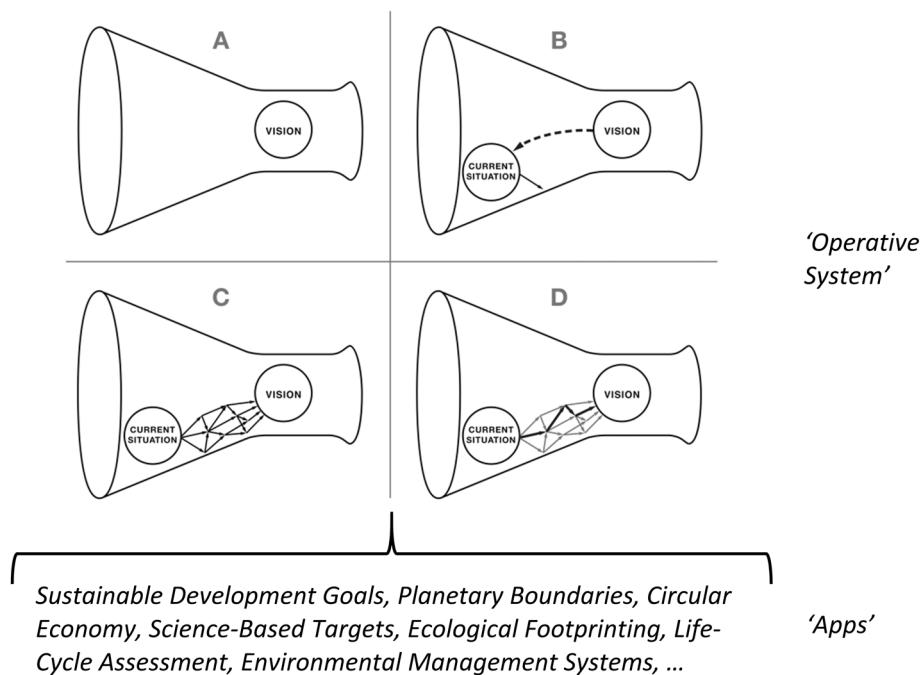 A
B
VISION
VISION
CURRENT
SITUATION
‘Operative
System’
C
D
VISION
VISION
CURRENT
SITUATION
CURRENT
SITUATION
Sustainable Development Goals, Planetary Boundaries, Circular
Economy, Science-Based Targets, Ecological Footprinting, Life-
Cycle Assessment, Environmental Management Systems, ...
‘Apps’